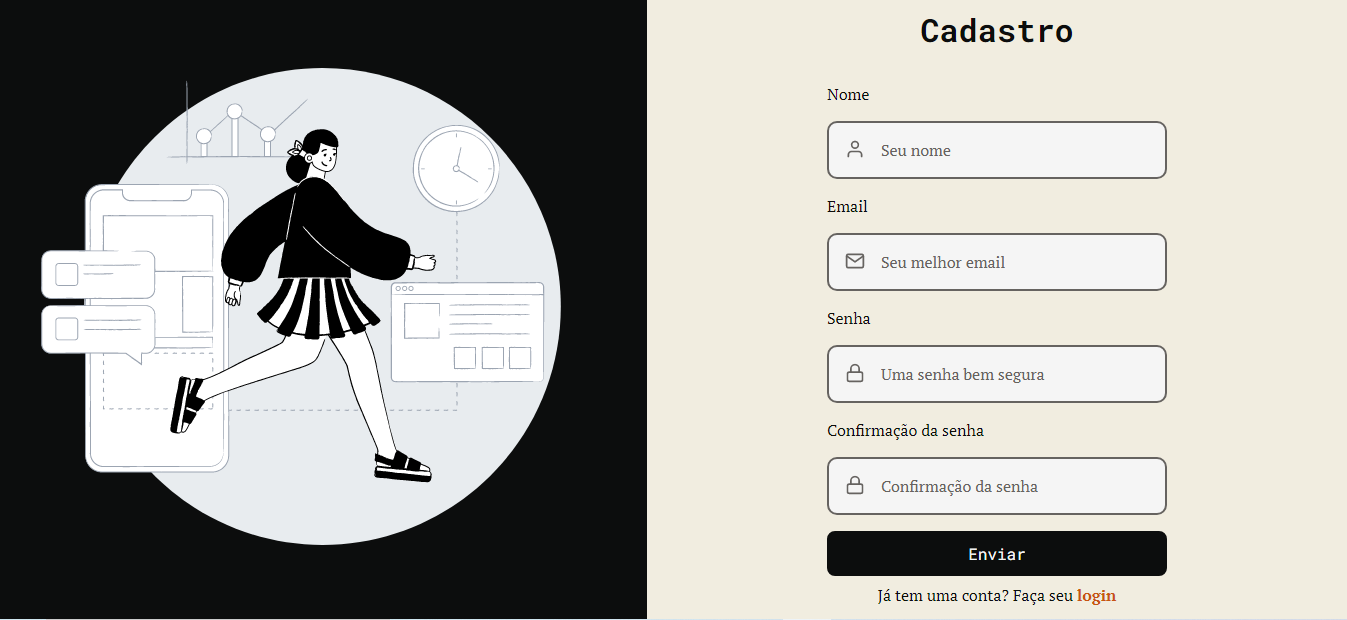 Cadastro
Nome
Seu nome
Email
Seu melhor email
Senha
Uma senha bem segura
Confirmação da senha
Confirmação da senha
Enviar
Já tem uma conta? Faça seu login